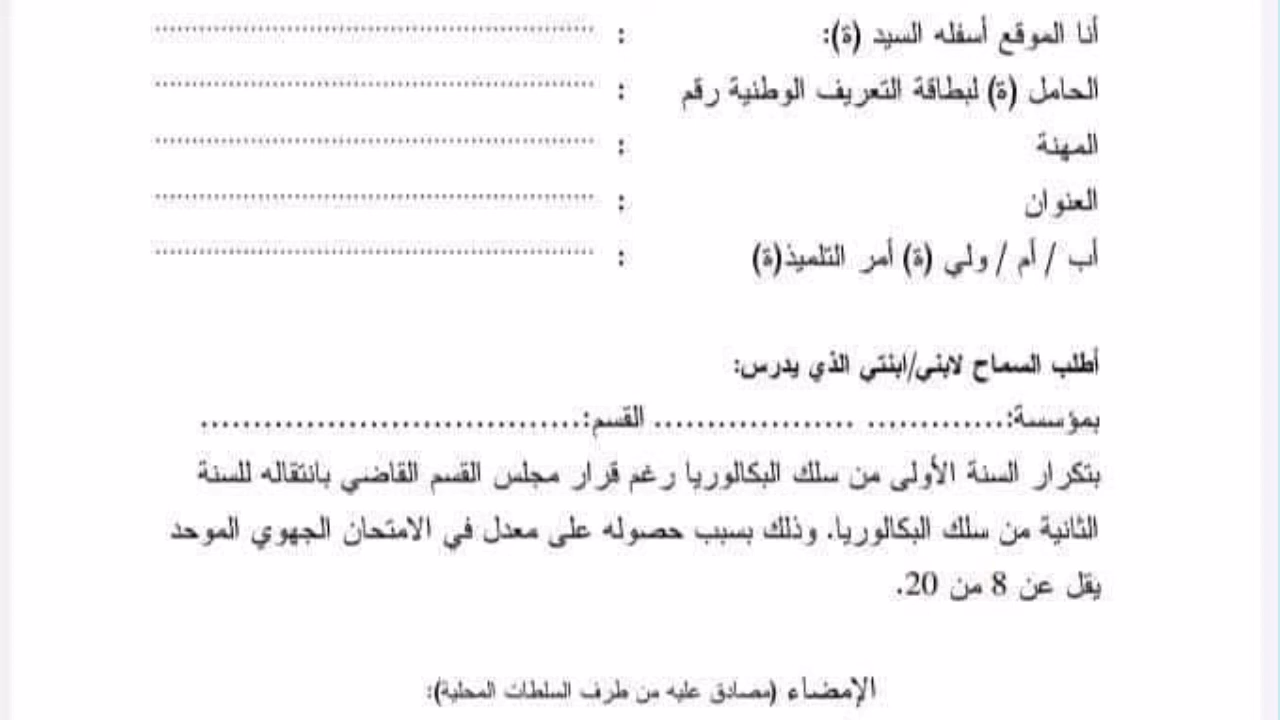 أنا الموقع أسفله السيد (ة): : ........................................................
الحامل (ة) لبطاقة التعريف الوطنية رقم : ........................................................
المهنة : ........................................................
العنوان : ........................................................
أب / أم / ولي (ة) أمر التلميذ(ة) : ........................................................
أطلب السماح لابني/ابنتي الذي يدرس:
بمؤسسة:............. ................... القسم:....................................
بتكرار السنة الأولى من سلك البكالوريا رغم قرار مجلس القسم القاضي بانتقاله للسنة
الثانية من سلك البكالوريا. وذلك بسبب حصوله على معدل في الامتحان الجهوي الموحد
يقل عن 8 من 20.
الإمضاء (مصادق عليه من طرف السلطات المحلية):